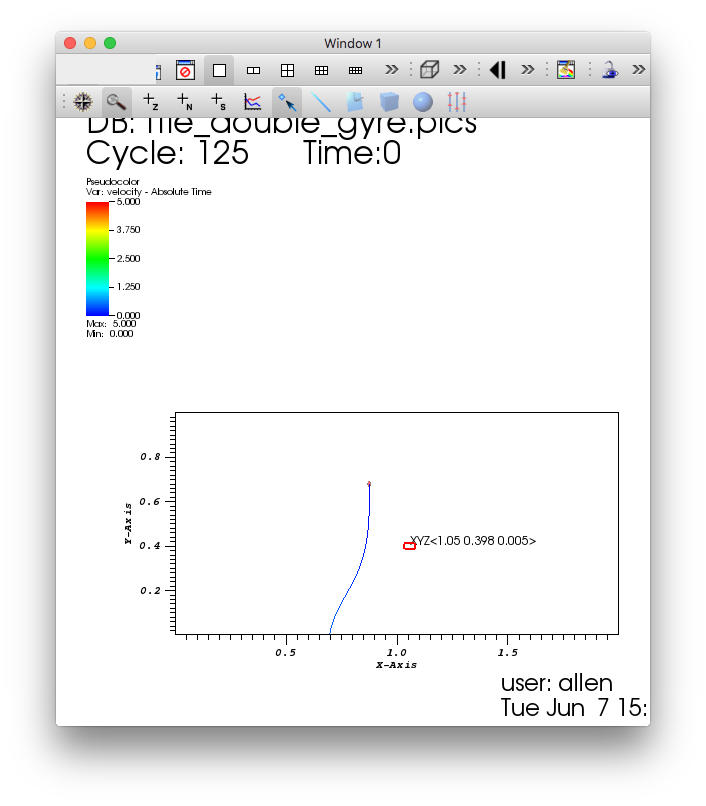 Window 1
DB: file_double_gyre.pics
Cycle: 125 Time:0
Pseudocolor
Var: velocity - Absolute Time
5.000
3.750
2.500
1.250
0.000
Max: 5.000
Min: 0.000
0.8
0.6
0.4
0.2
Y-Axis
XYZ<1.05 0.398 0.005>
0.5 1.0 1.5
X-Axis
user: allen
Tue Jun 7 15: